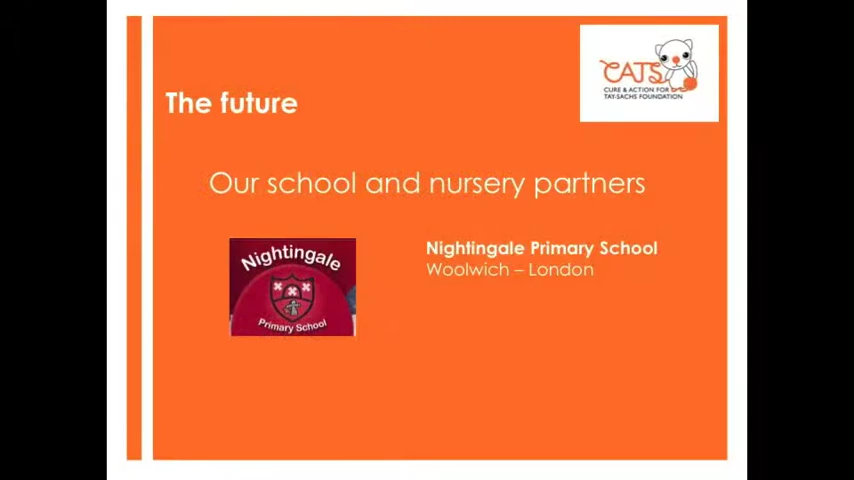 CATS
CURE & ACTION FOR
TAY-SACHS FOUNDATION
The future
Our school and nursery partners
Nightingale
Primary School
Nightingale Primary School
Woolwich – London